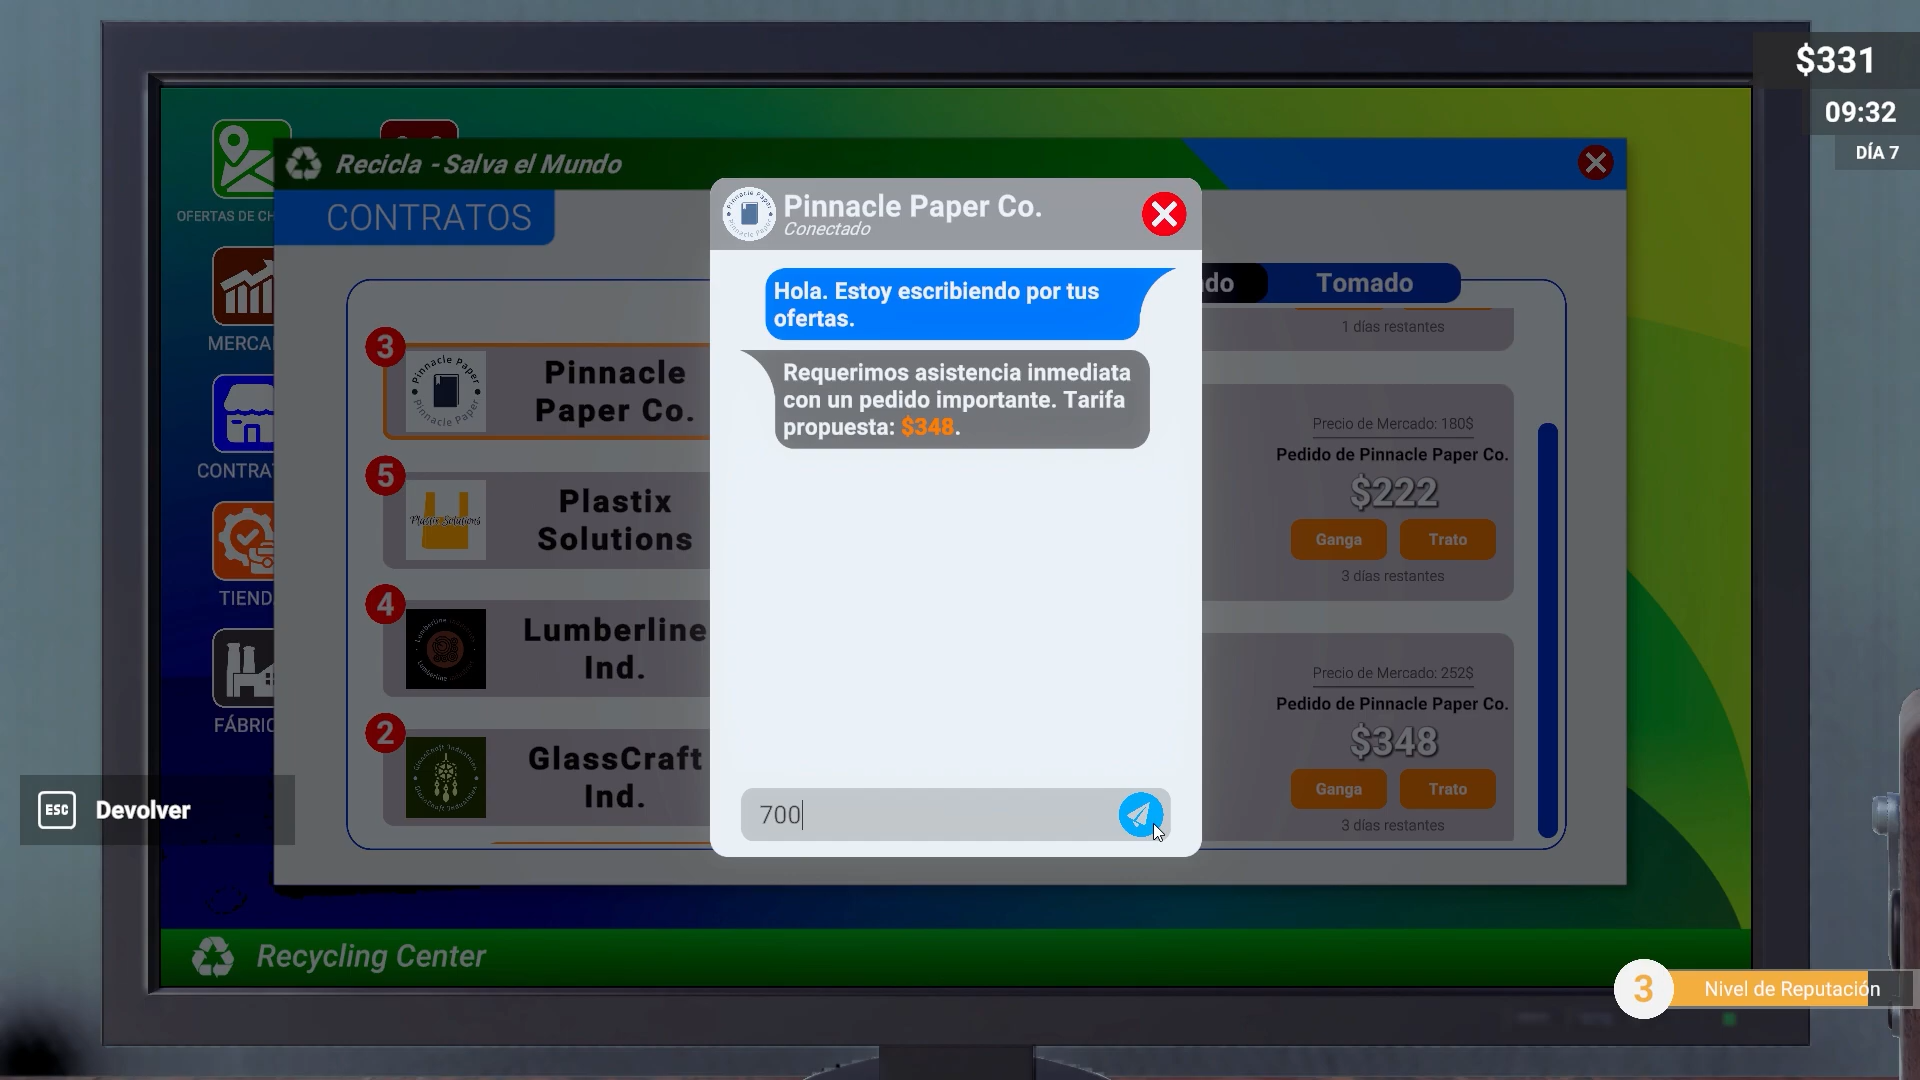 $331
09:32
DÍA 7
OFERTAS DE CH
MERCA
CONTRAT
TIEND
FÁBRIC
Recicla - Salva el Mundo
CONTRATOS
3
Pinnacle
Paper Co.
5
Plastix Solutions
Plastix
Solutions
4
Lumberline
Ind.
2
GlassCraft
Ind.
Pinnacle Paper Co.
Conectado
Hola. Estoy escribiendo por tus
ofertas.
Requerimos asistencia inmediata
con un pedido importante. Tarifa
propuesta: $348.
700
do
Tomado
1 días restantes
Precio de Mercado: 180$
Pedido de Pinnacle Paper Co.
$222
Ganga
Trato
3 días restantes
Precio de Mercado: 252$
Pedido de Pinnacle Paper Co.
$348
Ganga
Trato
3 días restantes
ESC
Devolver
Recycling Center
3
Nivel de Reputación